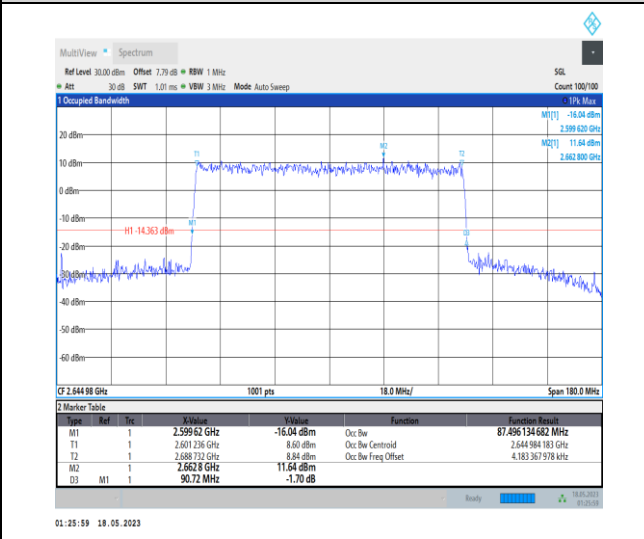 MultiView Spectrum
Ref Level 30.00 dBm Offset 7.79 dB RBW 1 MHz SGL
Att 30 dB SWT 1.01 ms VBW 3 MHz Mode Auto Sweep Count 100/100
1 Occupied Bandwidth 1Pk Max
M1[1] -16.04 dBm
2.599 620 GHz
M2[1] 11.64 dBm
2.662 800 GHz
20 dBm
M2
T1 T2
10 dBm
0 dBm
-10 dBm
M1
H1 -14.363 dBm
D3
-20 dBm
-30 dBm
-40 dBm
-50 dBm
-60 dBm
CF 2.644 98 GHz 1001 pts 18.0 MHz/ Span 180.0 MHz
2 Marker Table
Type Ref Trc X-Value Y-Value Function Function Result
M1 1 2.599 62 GHz -16.04 dBm Occ Bw 87.496 134 682 MHz
T1 1 2.601 236 GHz 8.60 dBm Occ Bw Centroid 2.644 984 183 GHz
T2 1 2.688 732 GHz 8.84 dBm Occ Bw Freq Offset 4.183 367 978 kHz
M2 1 2.662 8 GHz 11.64 dBm
D3 M1 1 90.72 MHz -1.70 dB
Ready 18.05.2023
01:25:58
01:25:59 18.05.2023